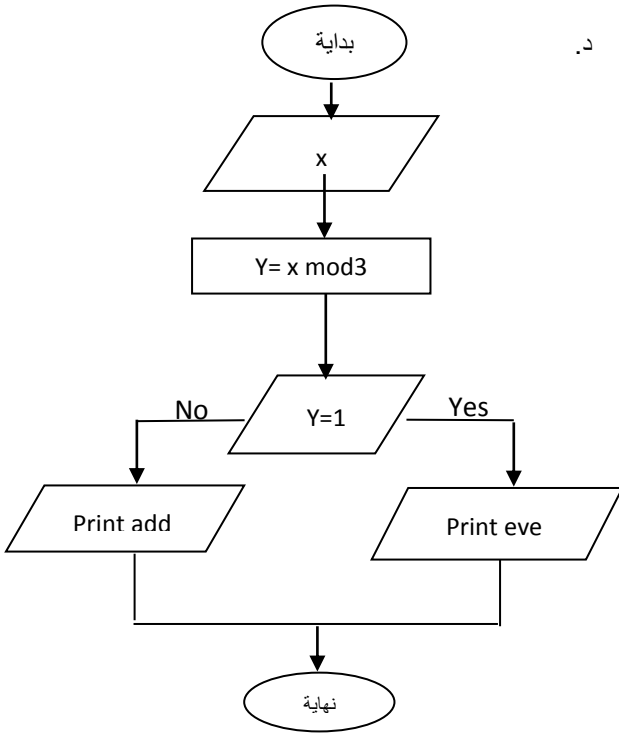 د.
بداية
x
Y= x mod3
Y=1
No
Yes
Print add
Print eve
نهاية